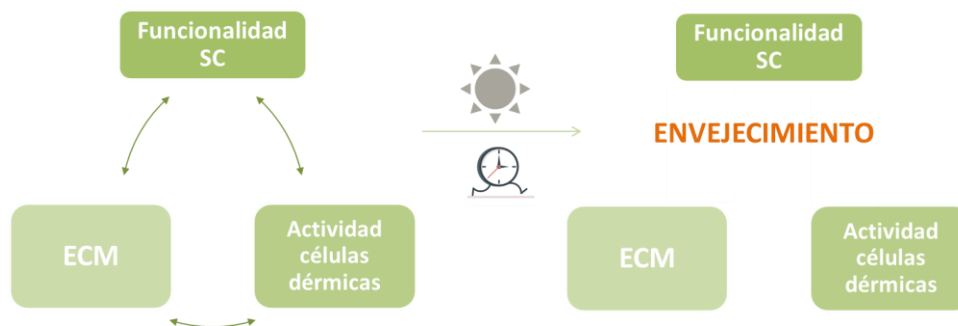 Funcionalidad
SC
ECM
Actividad
células
dérmicas
Funcionalidad
SC
ENVEJECIMIENTO
ECM
Actividad
células
dérmicas